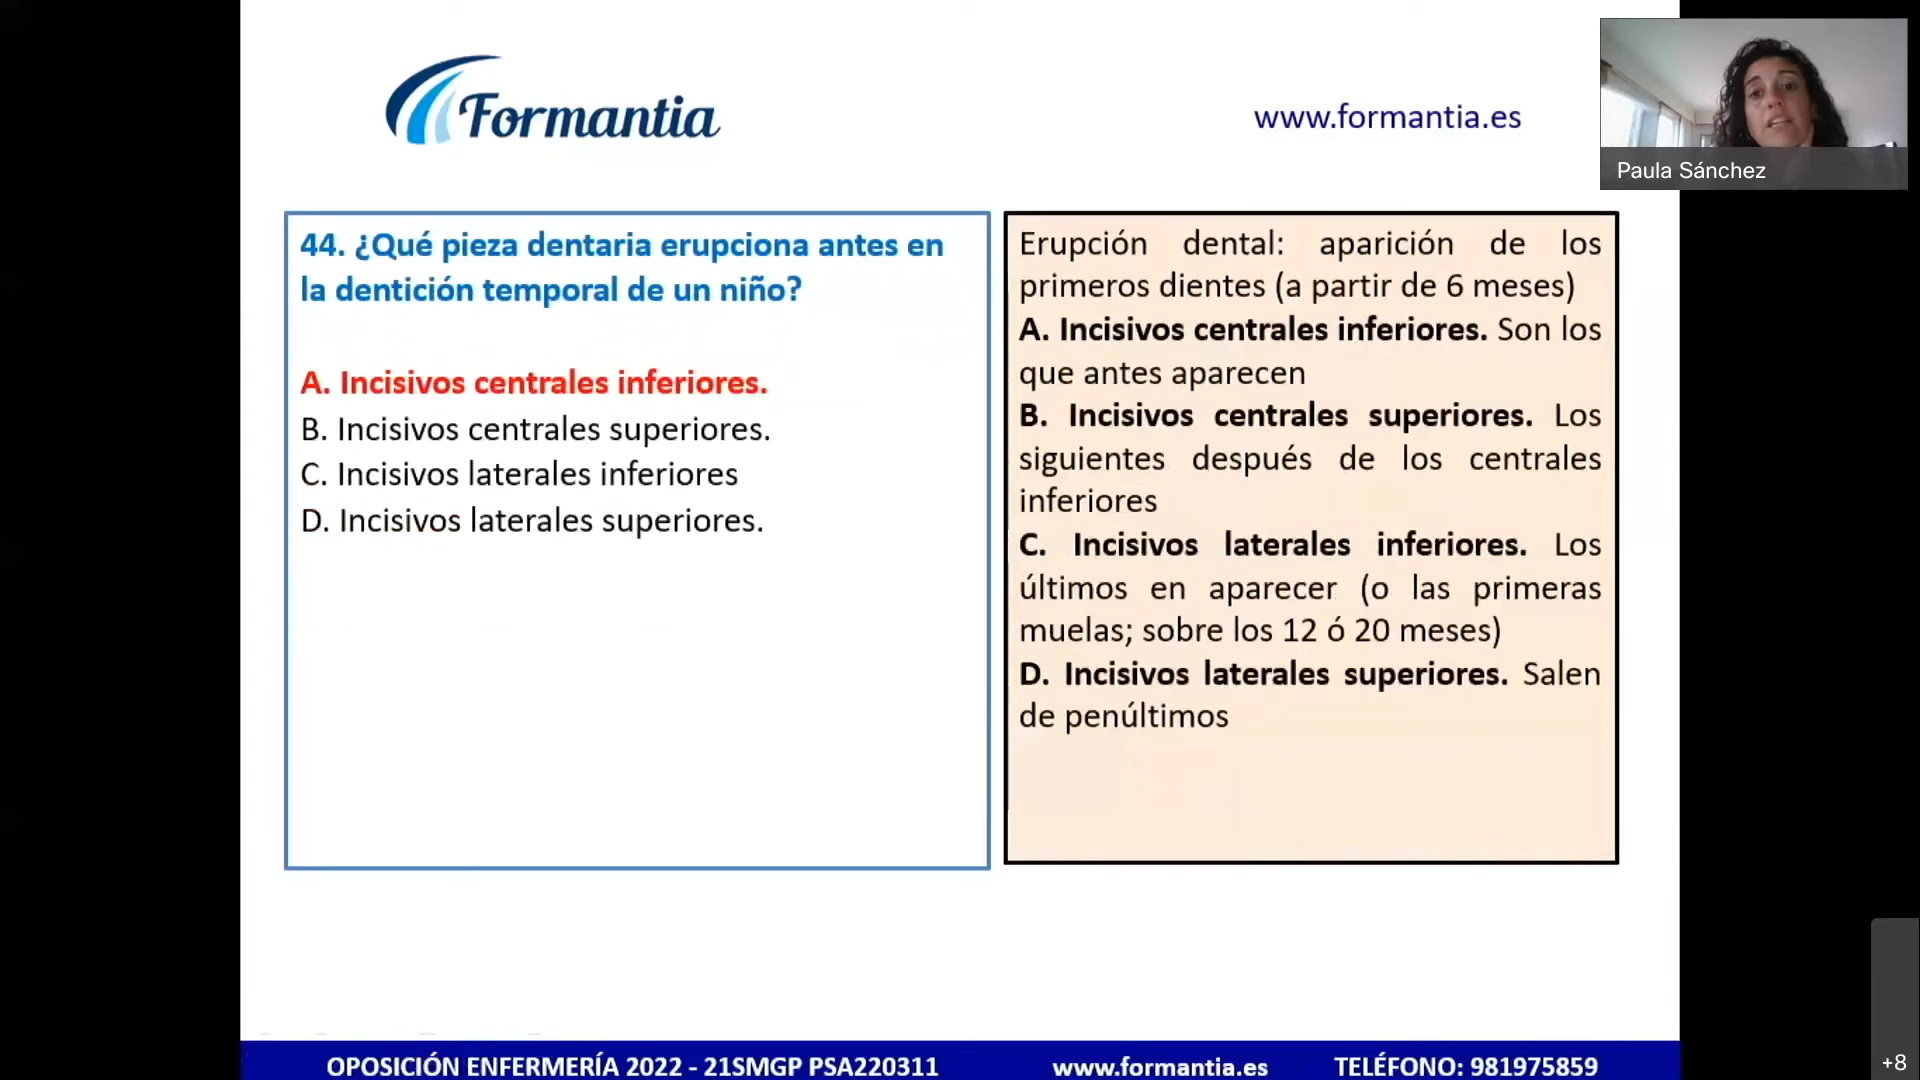 Formantia
www.formantia.es
Paula Sánchez
44. ¿Qué pieza dentaria erupciona antes en
la dentición temporal de un niño?
A. Incisivos centrales inferiores.
B. Incisivos centrales superiores.
C. Incisivos laterales inferiores
D. Incisivos laterales superiores.
Erupción dental: aparición de los
primeros dientes (a partir de 6 meses)
A. Incisivos centrales inferiores. Son los
que antes aparecen
B. Incisivos centrales superiores. Los
siguientes después de los centrales
inferiores
C. Incisivos laterales inferiores. Los
últimos en aparecer (o las primeras
muelas; sobre los 12 ó 20 meses)
D. Incisivos laterales superiores. Salen
de penúltimos
OPOSICIÓN ENFERMERÍA 2022 - 21SMGP PSA220311
www.formantia.es
TELÉFONO: 981975859
+8